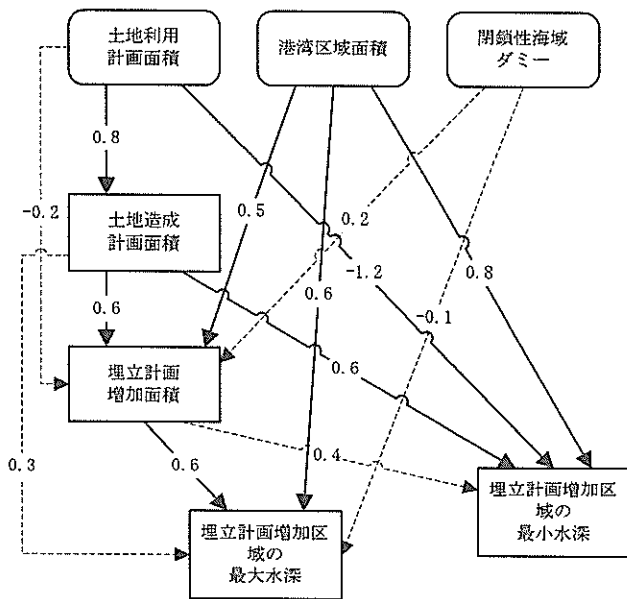 土地利用
計画面積
港湾区域面積
閉鎖性海域
ダミー
0.8
-0.2
土地造成
計画面積
0.5
0.2
-1.2
0.8
0.6
0.6
-0.1
埋立計画
増加面積
0.6
0.3
0.6
0.4
埋立計画増加区
域の
最小水深
埋立計画増加区
域の
最大水深